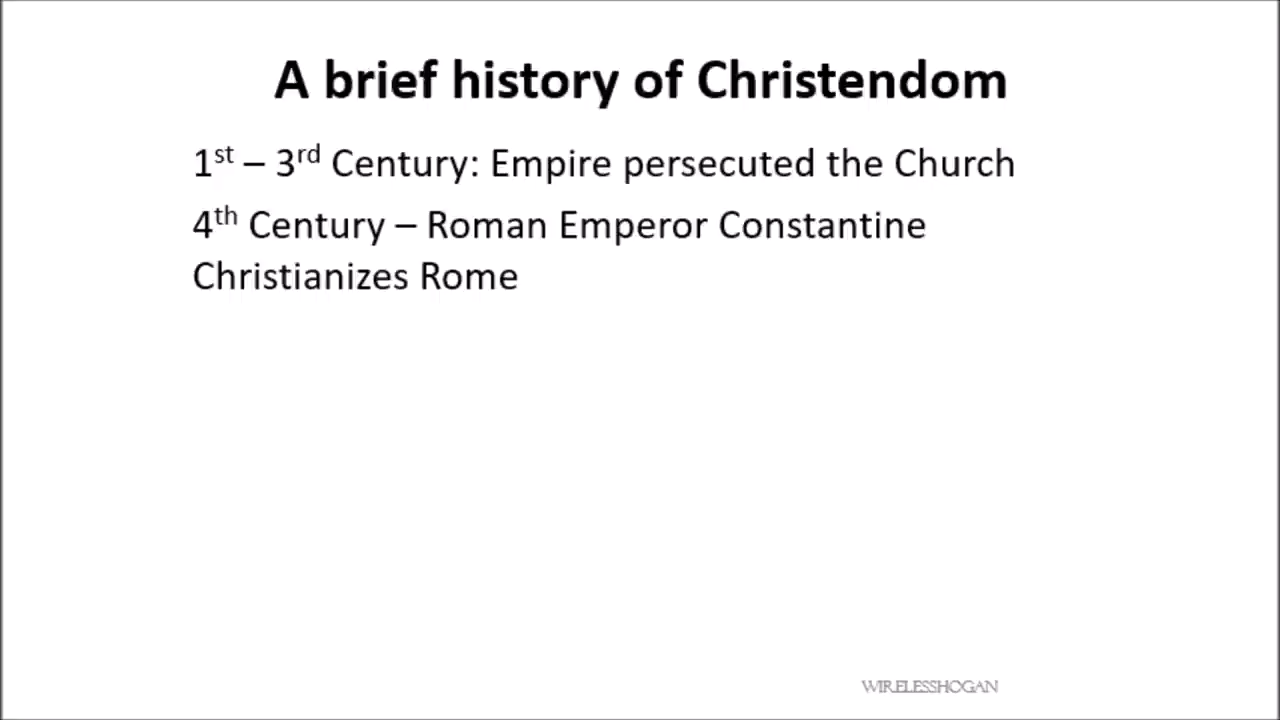 A brief history of Christendom
1st – 3rd Century: Empire persecuted the Church
4th Century – Roman Emperor Constantine
Christianizes Rome
WIRELESSHOGAN